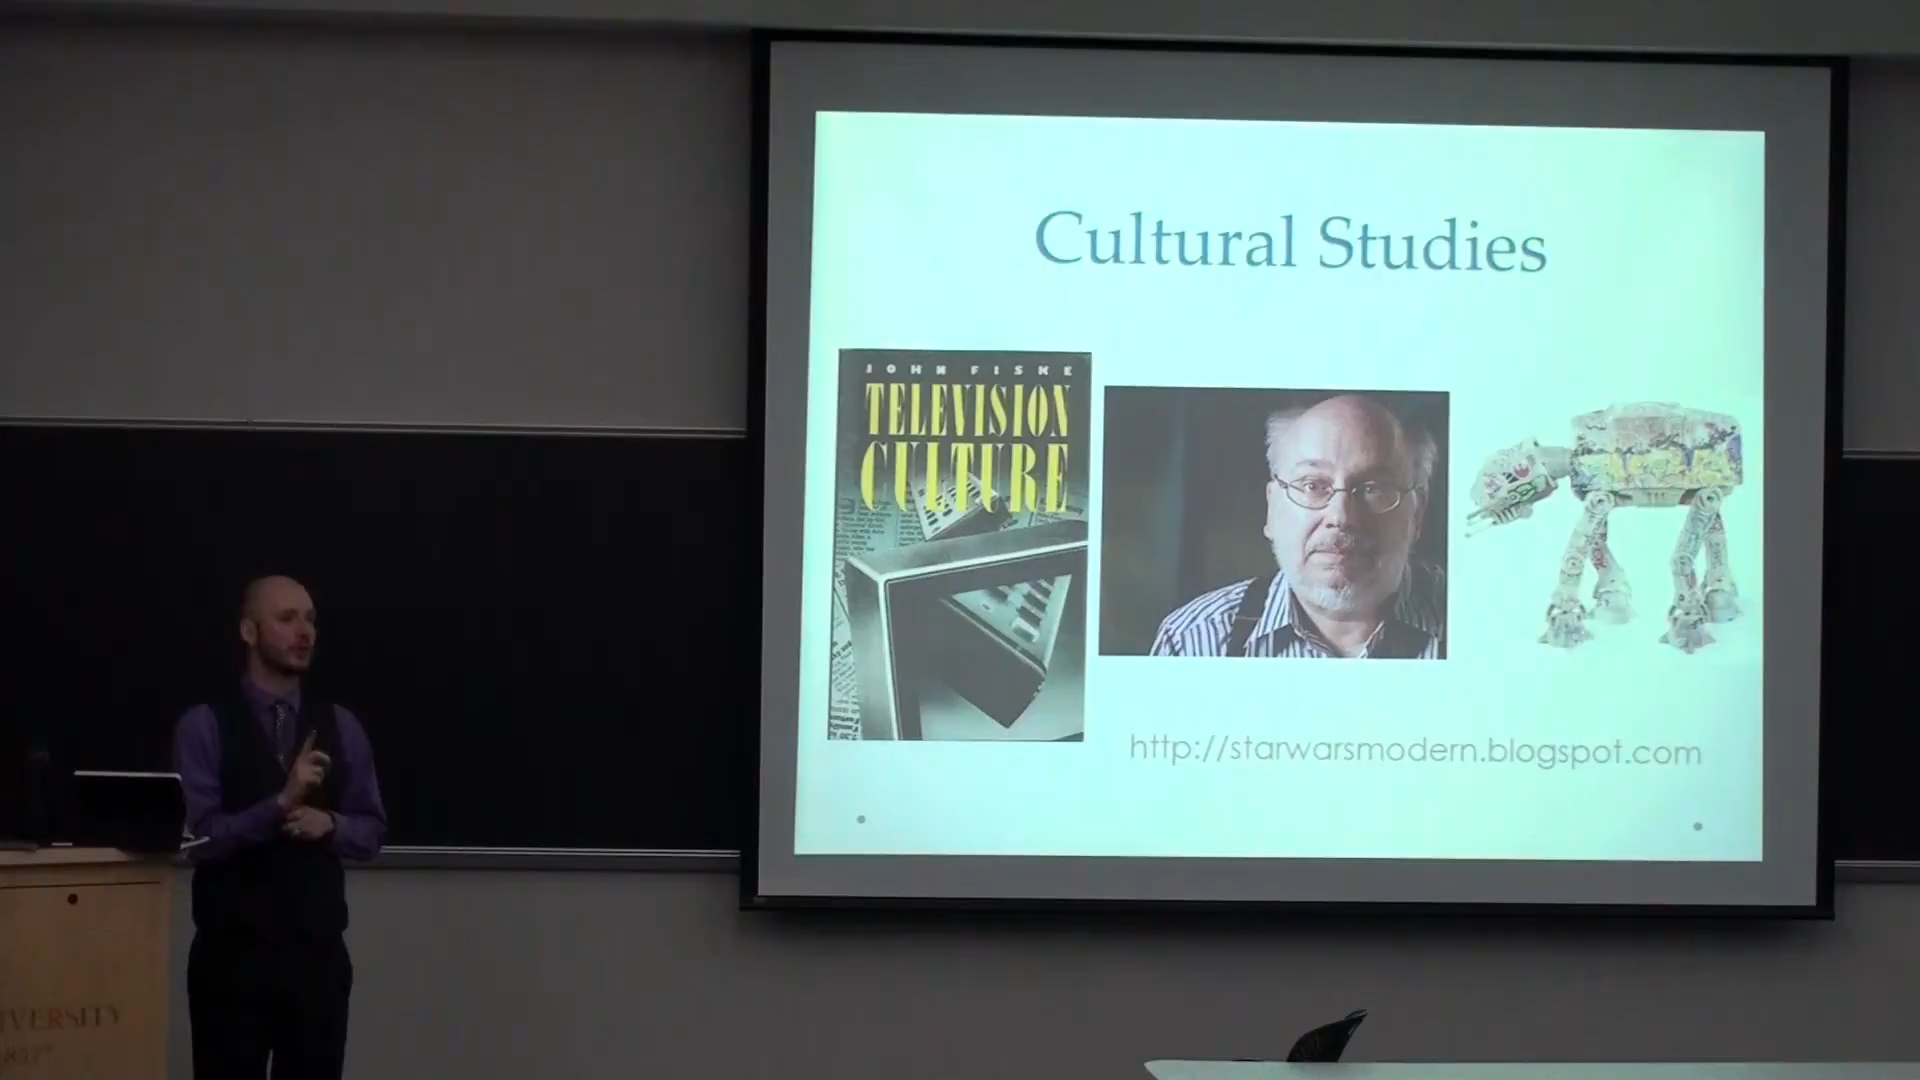 Cultural Studies
JOHN FISKE
TELEVISION
CULTURE
http://starwarsmodern.blogspot.com